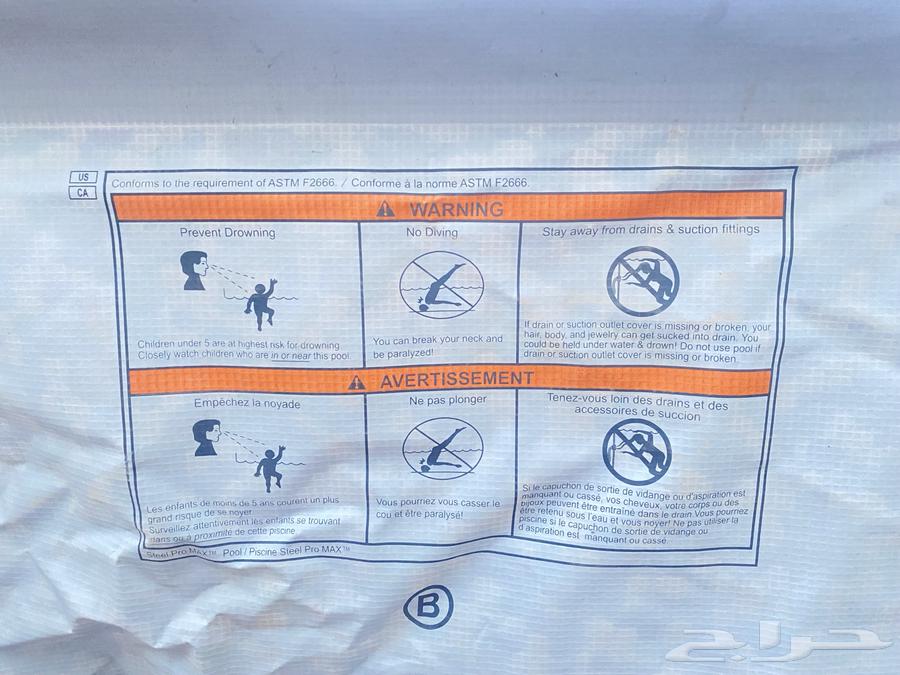 US
CA
Conforms to the requirement of ASTM F2666. / Conforme à la norme ASTM F2666.
WARNING
Prevent Drowning
Children under 5 are at highest risk for drowning
Closely watch children who are in or near this pool.
No Diving
You can break your neck and
be paralyzed!
Stay away from drains & suction fittings
If drain or suction outlet cover is missing or broken, your
hair, body, and jewelry can get sucked into drain. You
could be held under water & drown! Do not use pool if
drain or suction outlet cover is missing or broken.
AVERTISSEMENT
Empêchez la noyade
Les enfants de moins de 5 ans courent un plus
grand risque de se noyer.
Surveillez attentivement les enfants se trouvant
dans ou à proximité de cette piscine
Ne pas plonger
Vous pourriez vous casser le
cou et être paralysé!
Tenez-vous loin des drains et des
accessoires de succion
Si le capuchon de sortie de vidange ou d'aspiration est
manquant ou cassé, vos cheveux, votre corps ou des
bijoux peuvent être entraîné dans le drain.Vous pourriez
être retenu sous l'eau et vous noyer! Ne pas utiliser la
piscine si le capuchon de sortie de vidange ou
d'aspiration est manquant ou cassé.
Steel Pro MAX™ Pool / Piscine Steel Pro MAX™
B
حراج